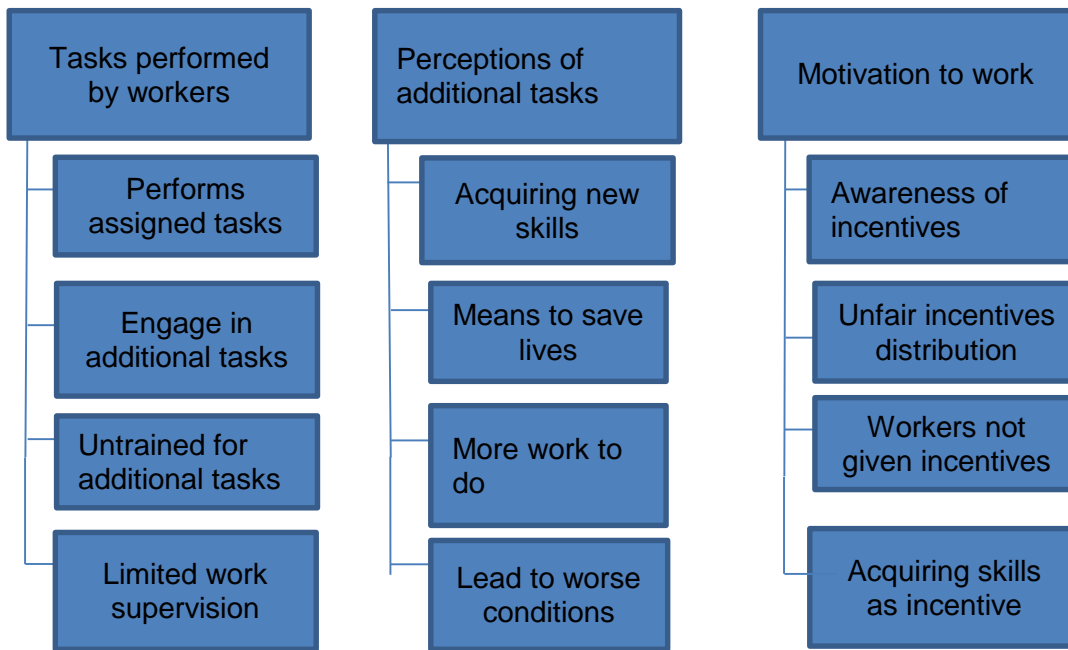 Tasks performed
by workers
Performs
assigned tasks
Engage in
additional tasks
Untrained for
additional tasks
Limited work
supervision
Perceptions of
additional tasks
Acquiring new
skills
Means to save
lives
More work to
do
Lead to worse
conditions
Motivation to work
Awareness of
incentives
Unfair incentives
distribution
Workers not
given incentives
Acquiring skills
as incentive